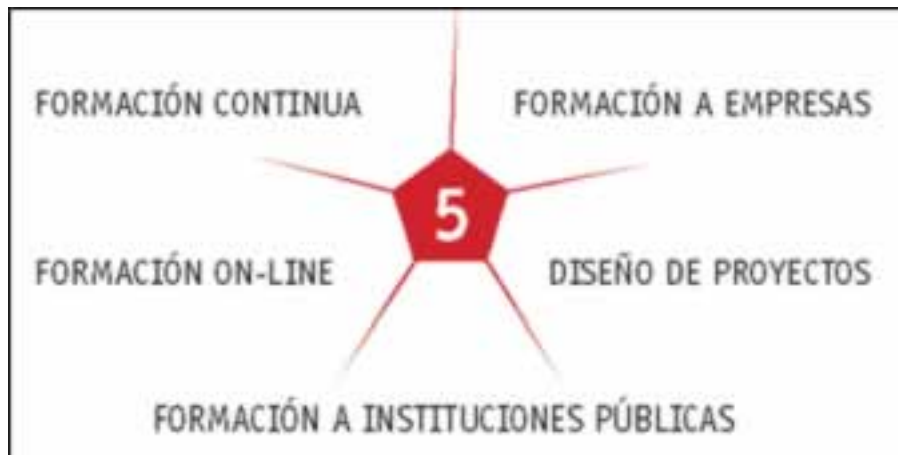 FORMACIÓN CONTINUA
FORMACIÓN A EMPRESAS
5
FORMACIÓN ON-LINE
DISEÑO DE PROYECTOS
FORMACIÓN A INSTITUCIONES PÚBLICAS